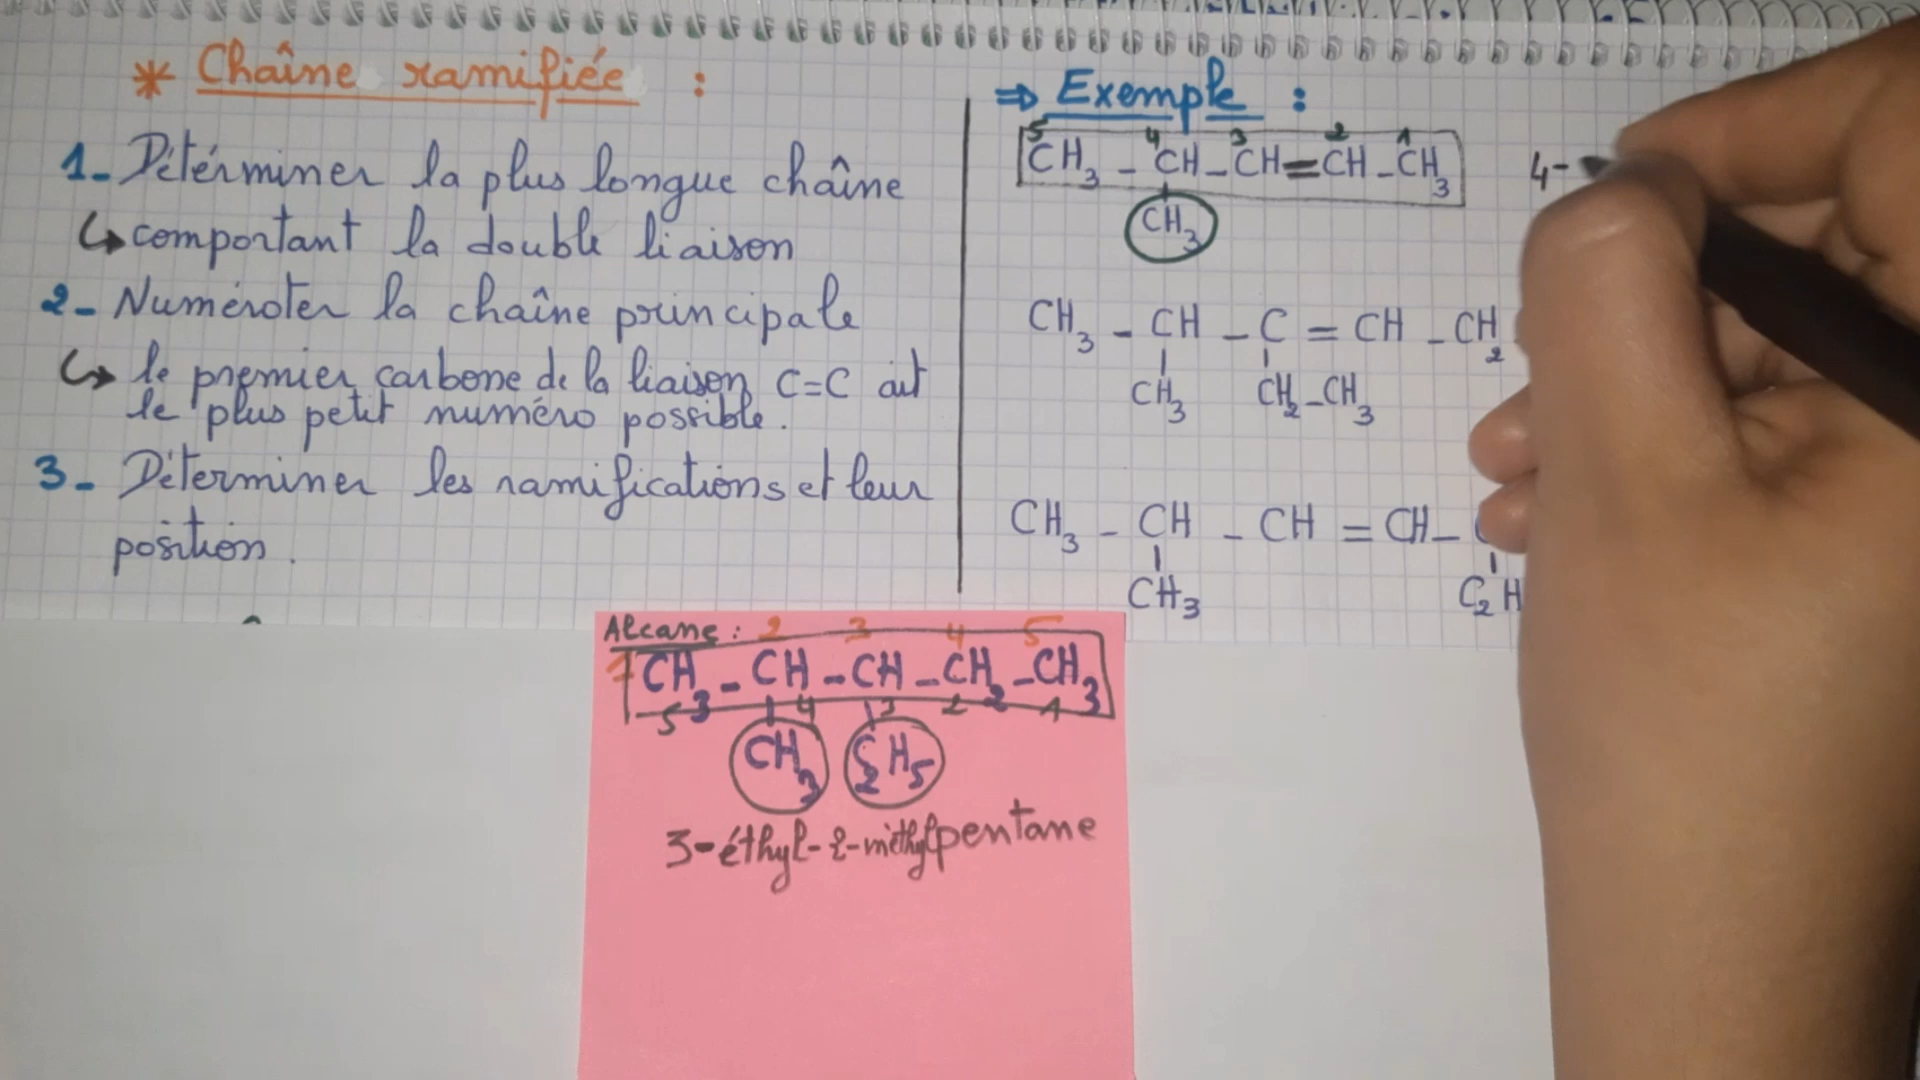 * Chaîne ramifiée :
1- Déterminer la plus longue chaîne
↳ comportant la double liaison
2- Numéroter la chaîne principale
↳ le premier carbone de la liaison C=C ait
le plus petit numéro possible.
3- Déterminer les ramifications et leur
position.
⇒ Exemple :
5 4 3 2 1
CH3 - CH - CH = CH - CH3
CH3
4-
CH3 - CH - C = CH - CH2
CH3 CH2 - CH3
CH3 - CH - CH = CH -
CH3 C2H
Alcane :
1 2 3 4 5
CH3 - CH - CH - CH2 - CH3
5 4 3 2 1
CH3 C2H5
3-éthyl-2-méthylpentane